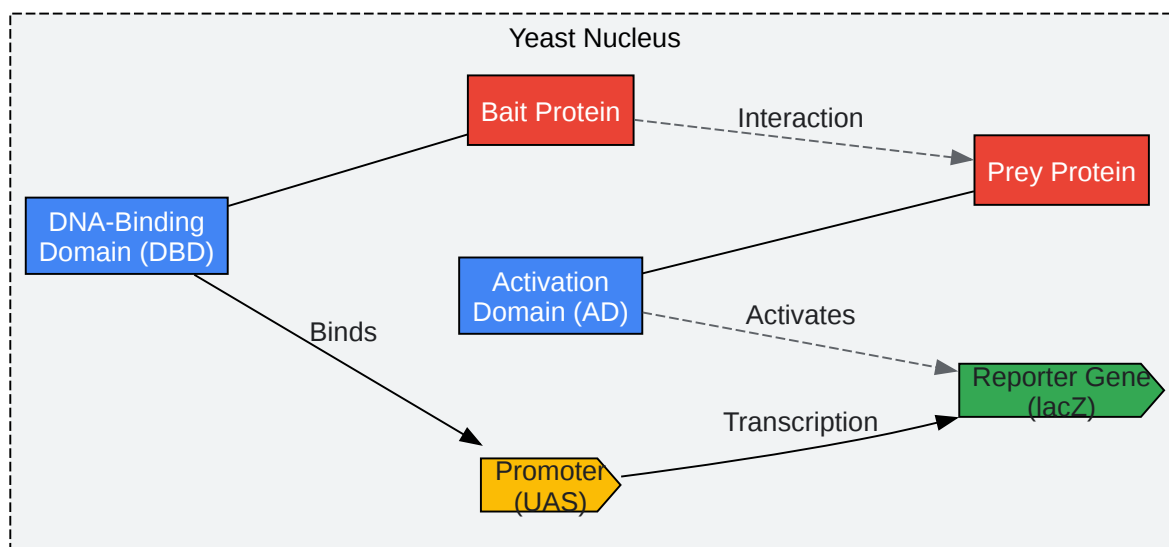 Yeast Nucleus
Bait Protein
Interaction
Prey Protein
DNA-Binding
Domain (DBD)
Activation
Domain (AD)
Binds
Activates
Reporter Gene
(lacZ)
Transcription
Promoter
(UAS)